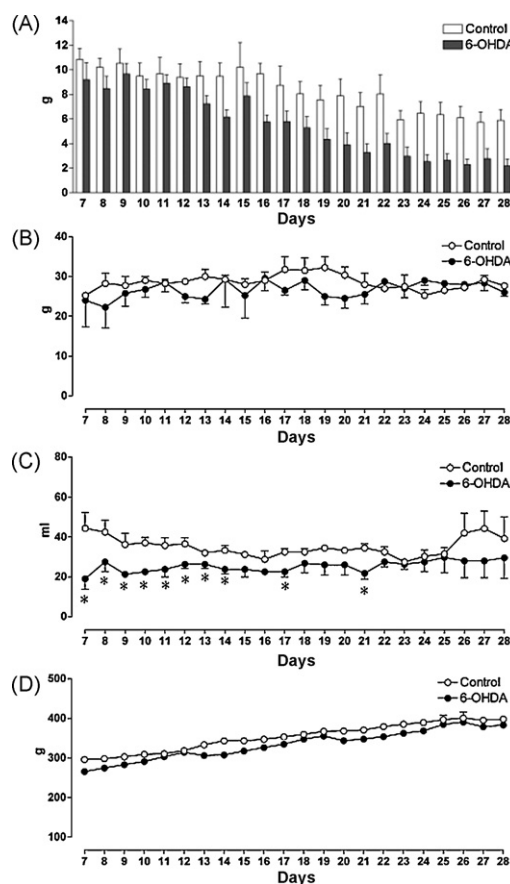 (A)
Control
6-OHDA
14
12
10
8
6
4
2
0
g
7 8 9 10 11 12 13 14 15 16 17 18 19 20 21 22 23 24 25 26 27 28
Days
(B)
Control
6-OHDA
40
30
20
10
0
g
7 8 9 10 11 12 13 14 15 16 17 18 19 20 21 22 23 24 25 26 27 28
Days
(C)
Control
6-OHDA
80
60
40
20
0
ml
* * * * * * * * * *
7 8 9 10 11 12 13 14 15 16 17 18 19 20 21 22 23 24 25 26 27 28
Days
(D)
Control
6-OHDA
500
400
300
200
100
g
7 8 9 10 11 12 13 14 15 16 17 18 19 20 21 22 23 24 25 26 27 28
Days